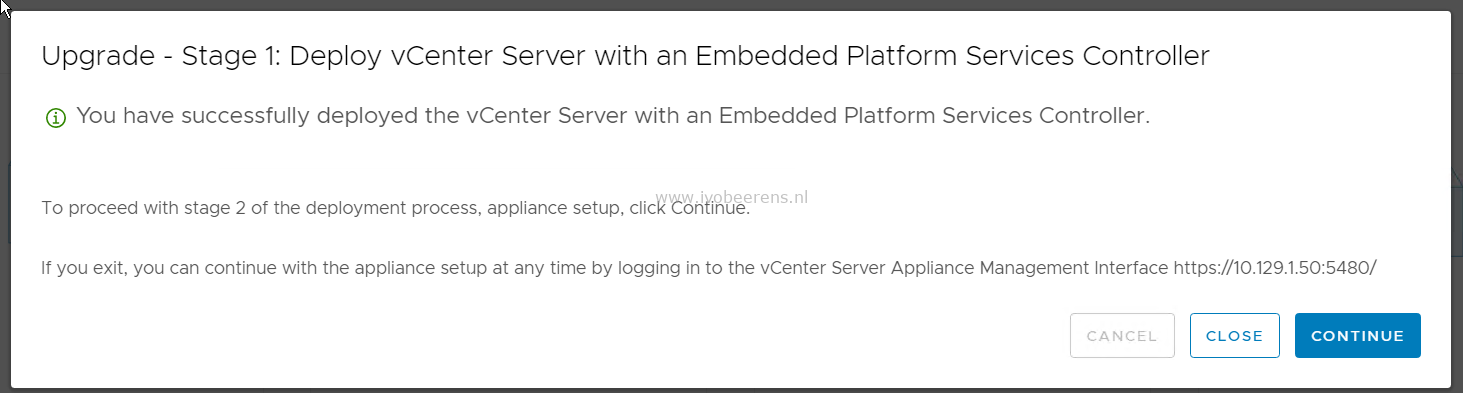 Upgrade - Stage 1: Deploy vCenter Server with an Embedded Platform Services Controller
You have successfully deployed the vCenter Server with an Embedded Platform Services Controller.
www.ivobeerens.nl
To proceed with stage 2 of the deployment process, appliance setup, click Continue.
If you exit, you can continue with the appliance setup at any time by logging in to the vCenter Server Appliance Management Interface https://10.129.1.50:5480/
CANCEL CLOSE CONTINUE